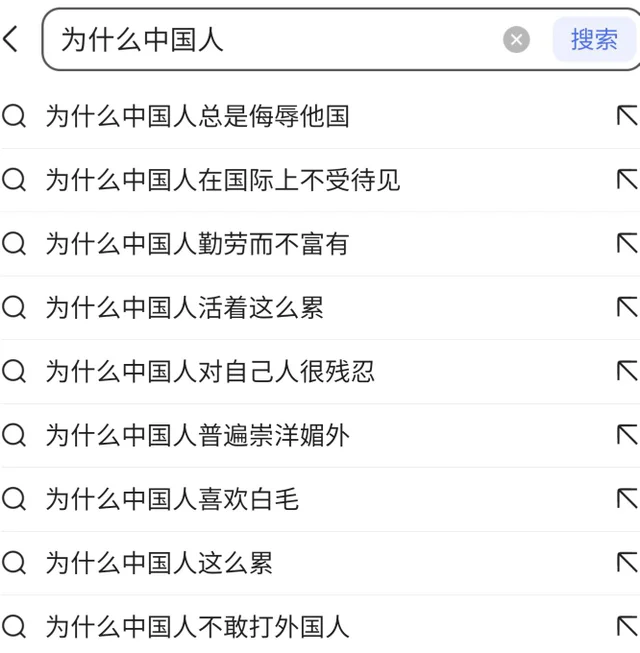 为什么中国人
搜索
为什么中国人总是侮辱他国
为什么中国人在国际上不受待见
为什么中国人勤劳而不富有
为什么中国人活着这么累
为什么中国人对自己人很残忍
为什么中国人普遍崇洋媚外
为什么中国人喜欢白毛
为什么中国人这么累
为什么中国人不敢打外国人